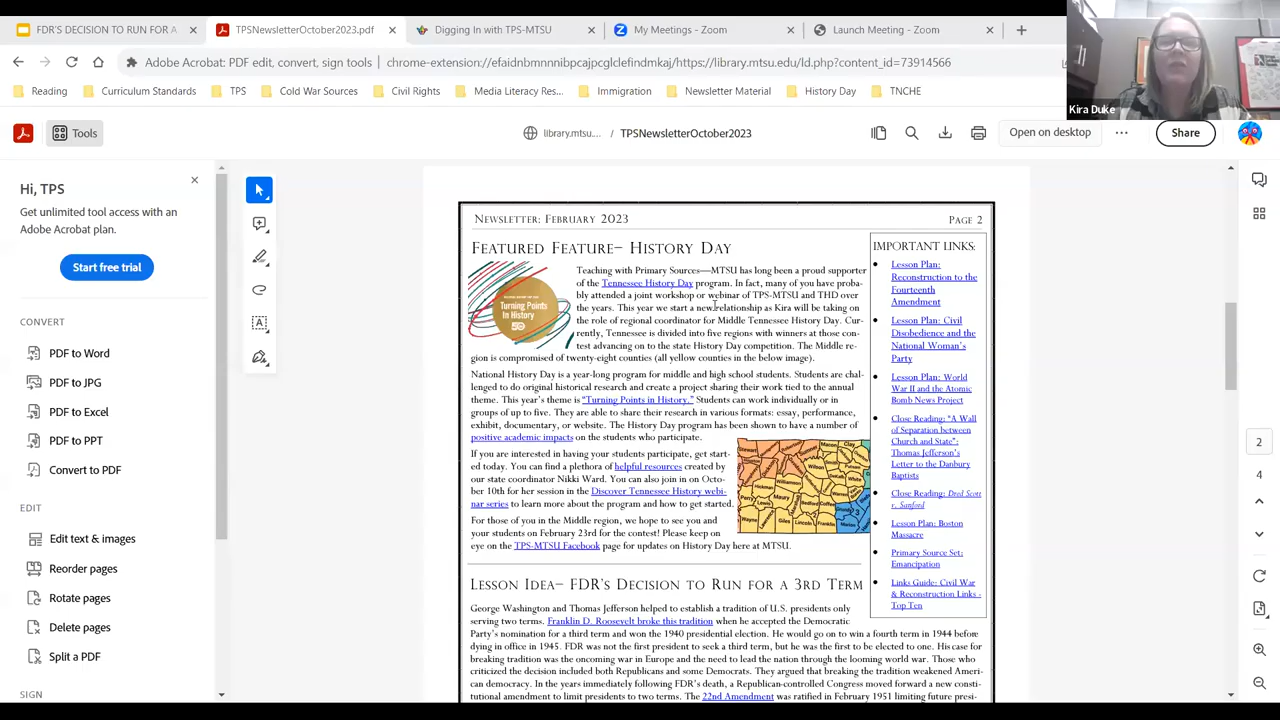 FDR'S DECISION TO RUN FOR A
TPSNewsletterOctober2023.pdf
Digging In with TPS-MTSU
My Meetings - Zoom
Launch Meeting - Zoom
Adobe Acrobat: PDF edit, convert, sign tools | chrome-extension://efaidnbmnnnibpcajpcglclefindmkaj/https://library.mtsu.edu/ld.php?content_id=73914566
Reading
Curriculum Standards
TPS
Cold War Sources
Civil Rights
Media Literacy Res...
Immigration
Newsletter Material
History Day
TNCHE
Kira Duke
Tools
library.mtsu.... / TPSNewsletterOctober2023
Open on desktop
Share
Hi, TPS
Get unlimited tool access with an
Adobe Acrobat plan.
Start free trial
CONVERT
PDF to Word
PDF to JPG
PDF to Excel
PDF to PPT
Convert to PDF
EDIT
Edit text & images
Reorder pages
Rotate pages
Delete pages
Split a PDF
SIGN
Newsletter: February 2023
Page 2
Featured Feature– History Day
Turning Points
In History
Teaching with Primary Sources—MTSU has long been a proud supporter
of the Tennessee History Day program. In fact, many of you have proba-
bly attended a joint workshop or webinar of TPS-MTSU and THD over
the years. This year we start a new relationship as Kira will be taking on
the role of regional coordinator for Middle Tennessee History Day. Cur-
rently, Tennessee is divided into five regions with winners at those con-
test advancing on to the state History Day competition. The Middle re-
gion is compromised of twenty-eight counties (all yellow counties in the below image).
National History Day is a year-long program for middle and high school students. Students are chal-
lenged to do original historical research and create a project sharing their work tied to the annual
theme. This year's theme is "Turning Points in History." Students can work individually or in
groups of up to five. They are able to share their research in various formats: essay, performance,
exhibit, documentary, or website. The History Day program has been shown to have a number of
positive academic impacts on the students who participate.
If you are interested in having your students participate, get start-
ed today. You can find a plethora of helpful resources created by
our state coordinator Nikki Ward. You can also join in on Octo-
ber 10th for her session in the Discover Tennessee History webi-
nar series to learn more about the program and how to get started.
For those of you in the Middle region, we hope to see you and
your students on February 23rd for the contest! Please keep on
eye on the TPS-MTSU Facebook page for updates on History Day here at MTSU.
Lesson Idea– FDR's Decision to Run for a 3rd Term
George Washington and Thomas Jefferson helped to establish a tradition of U.S. presidents only
serving two terms. Franklin D. Roosevelt broke this tradition when he accepted the Democratic
Party's nomination for a third term and won the 1940 presidential election. He would go on to win a fourth term in 1944 before
dying in office in 1945. FDR was not the first president to seek a third term, but he was the first to be elected to one. His case for
breaking tradition was the oncoming war in Europe and the need to lead the nation through the looming world war. Those who
criticized the decision included both Republicans and some Democrats. They argued that breaking the tradition weakened Ameri-
can democracy. In the years immediately following FDR's death, a Republican-controlled Congress moved forward a new consti-
tutional amendment to limit presidents to two terms. The 22nd Amendment was ratified in February 1951 limiting future presi-
Important Links:
Lesson Plan:
Reconstruction to the
Fourteenth
Amendment
Lesson Plan: Civil
Disobedience and the
National Woman's
Party
Lesson Plan: World
War II and the Atomic
Bomb News Project
Close Reading: "A Wall
of Separation between
Church and State":
Thomas Jefferson's
Letter to the Danbury
Baptists
Close Reading: Dred Scott
v. Sanford
Lesson Plan: Boston
Massacre
Primary Source Set:
Emancipation
Links Guide: Civil War
& Reconstruction Links -
Top Ten
2
4